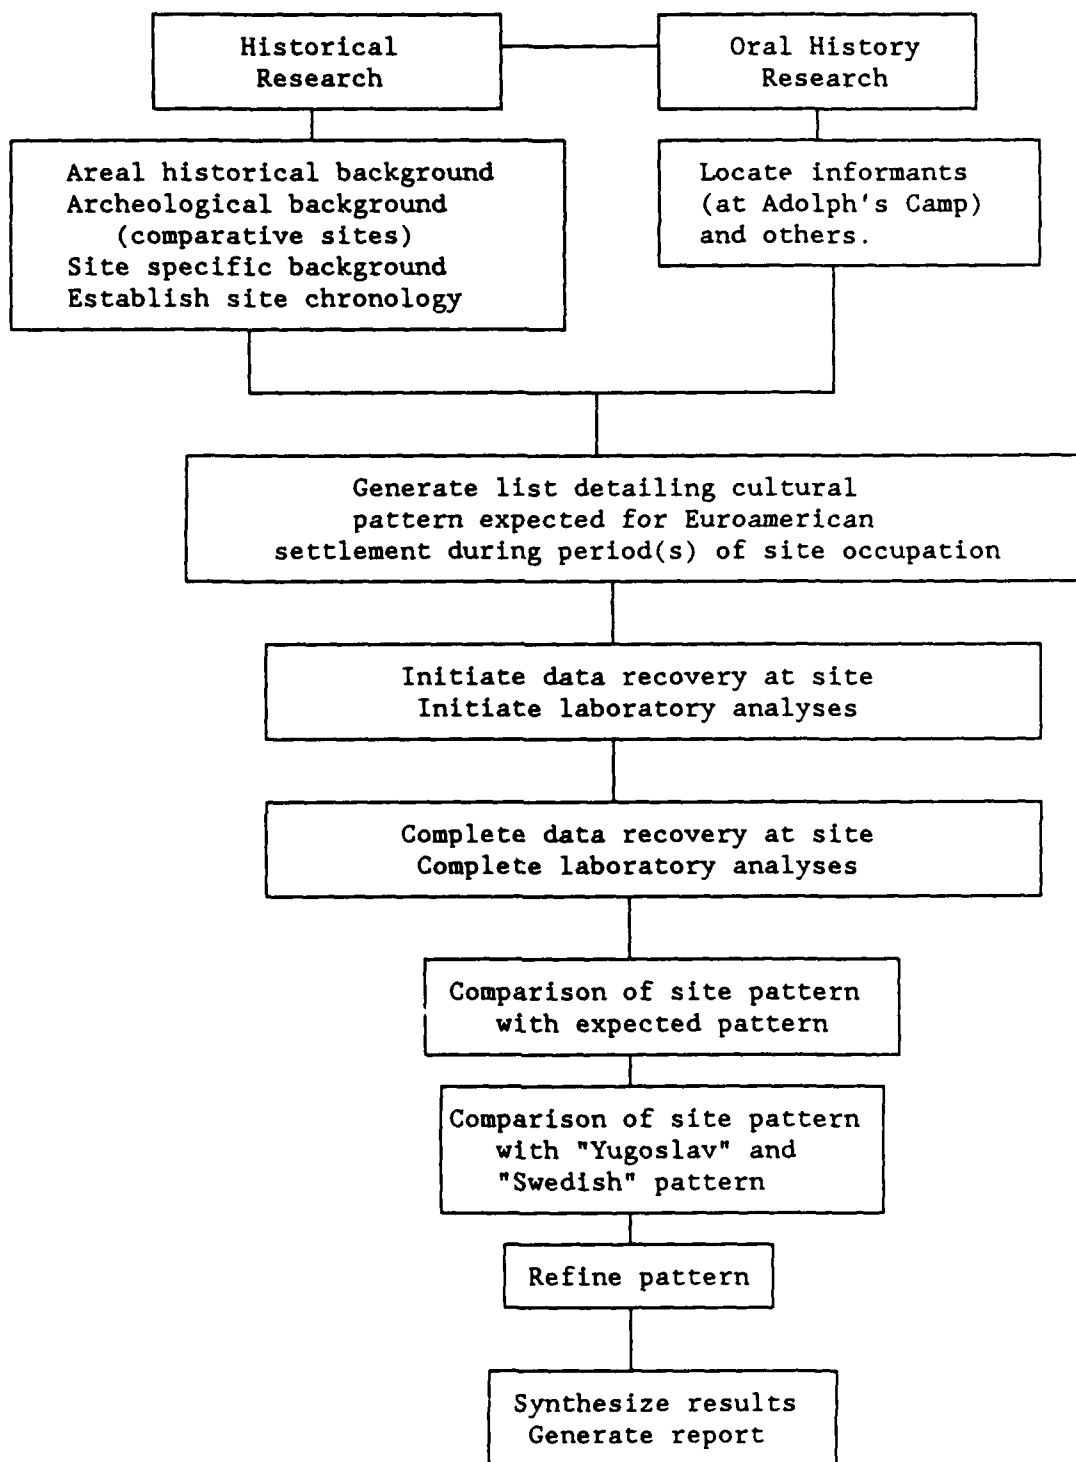 Historical
Research
Oral History
Research
Areal historical background
Archeological background
(comparative sites)
Site specific background
Establish site chronology
Locate informants
(at Adolph's Camp)
and others.
Generate list detailing cultural
pattern expected for Euroamerican
settlement during period(s) of site occupation
Initiate data recovery at site
Initiate laboratory analyses
Complete data recovery at site
Complete laboratory analyses
Comparison of site pattern
with expected pattern
Comparison of site pattern
with "Yugoslav" and
"Swedish" pattern
Refine pattern
Synthesize results
Generate report